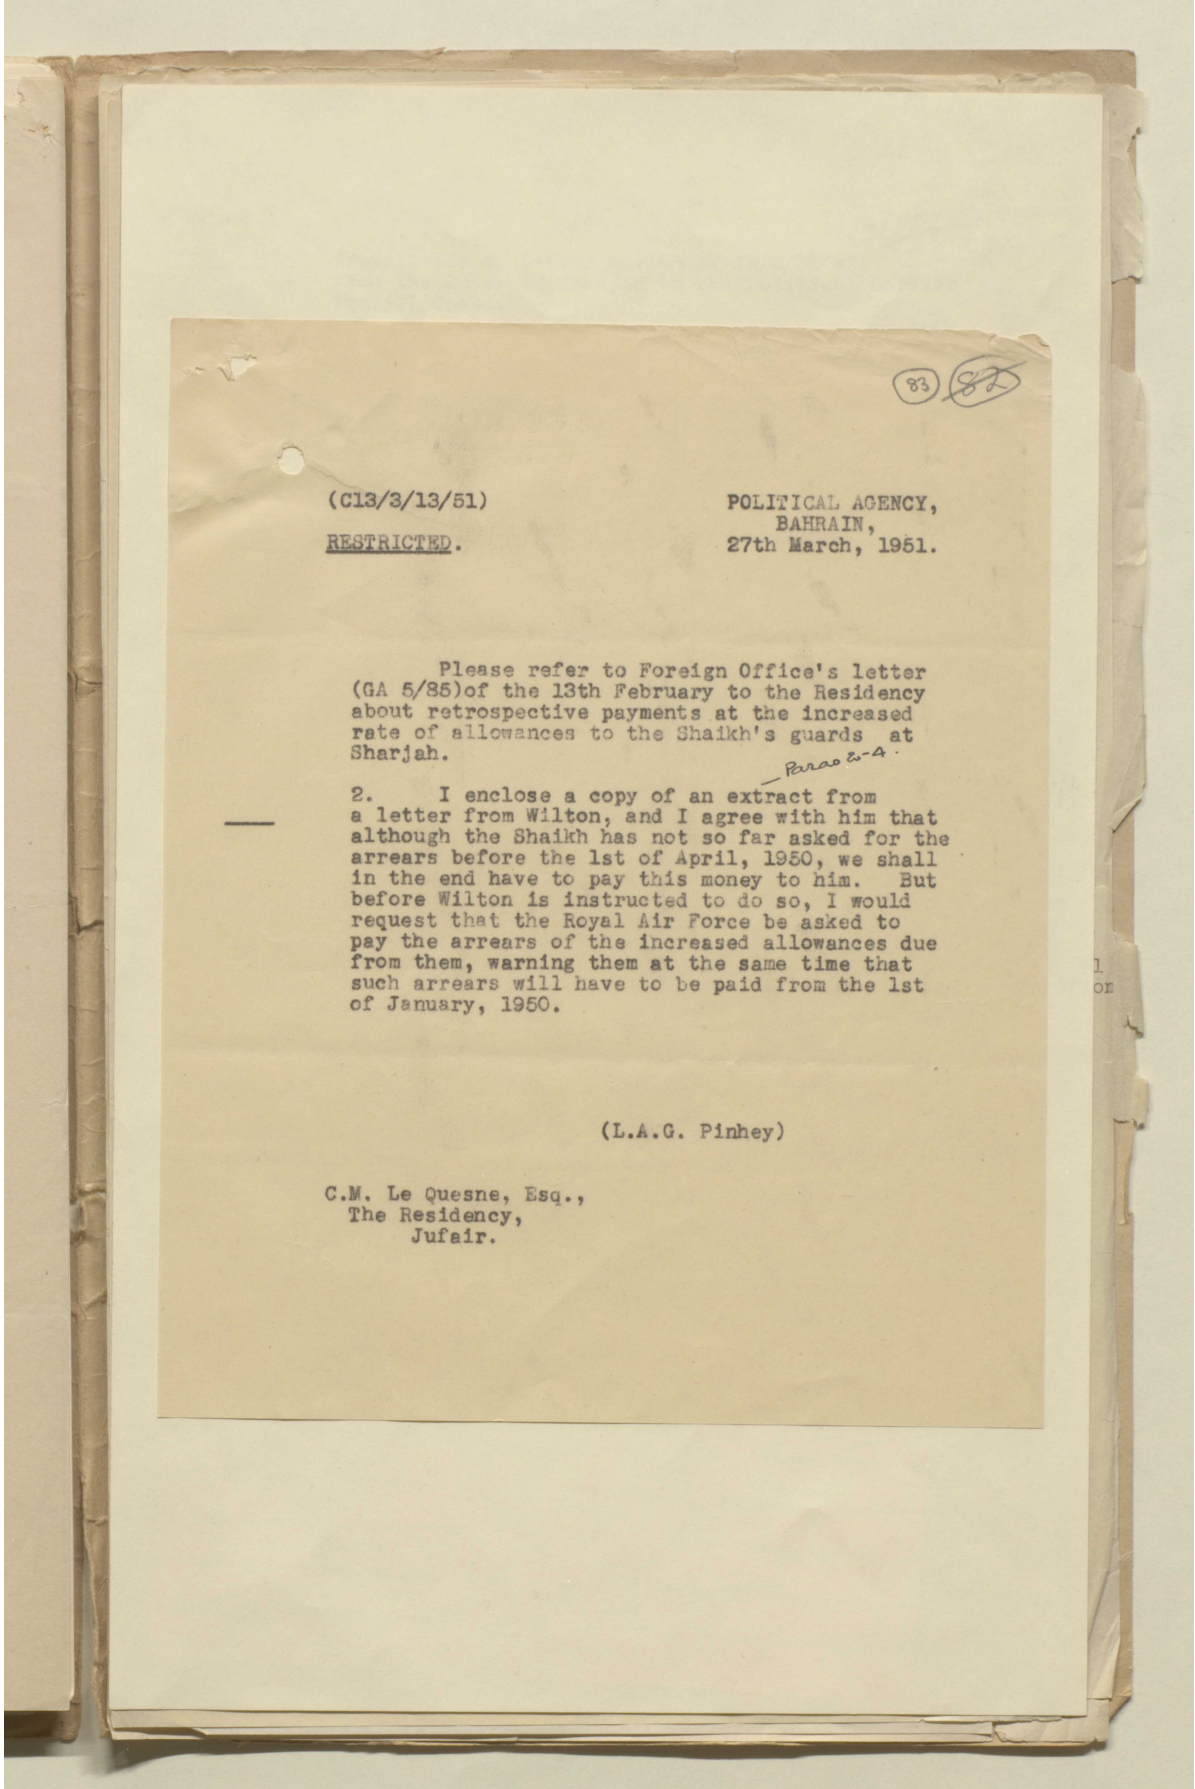 83 82
(C13/3/13/51)
RESTRICTED.
POLITICAL AGENCY,
BAHRAIN,
27th March, 1951.
Please refer to Foreign Office's letter
(GA 5/85)of the 13th February to the Residency
about retrospective payments at the increased
rate of allowances to the Shaikh's guards at
Sharjah.
Paras 2-4.
2. I enclose a copy of an extract from
a letter from Wilton, and I agree with him that
although the Shaikh has not so far asked for the
arrears before the 1st of April, 1950, we shall
in the end have to pay this money to him. But
before Wilton is instructed to do so, I would
request that the Royal Air Force be asked to
pay the arrears of the increased allowances due
from them, warning them at the same time that
such arrears will have to be paid from the 1st
of January, 1950.
(L.A.G. Pinhey)
C.M. Le Quesne, Esq.,
The Residency,
Jufair.